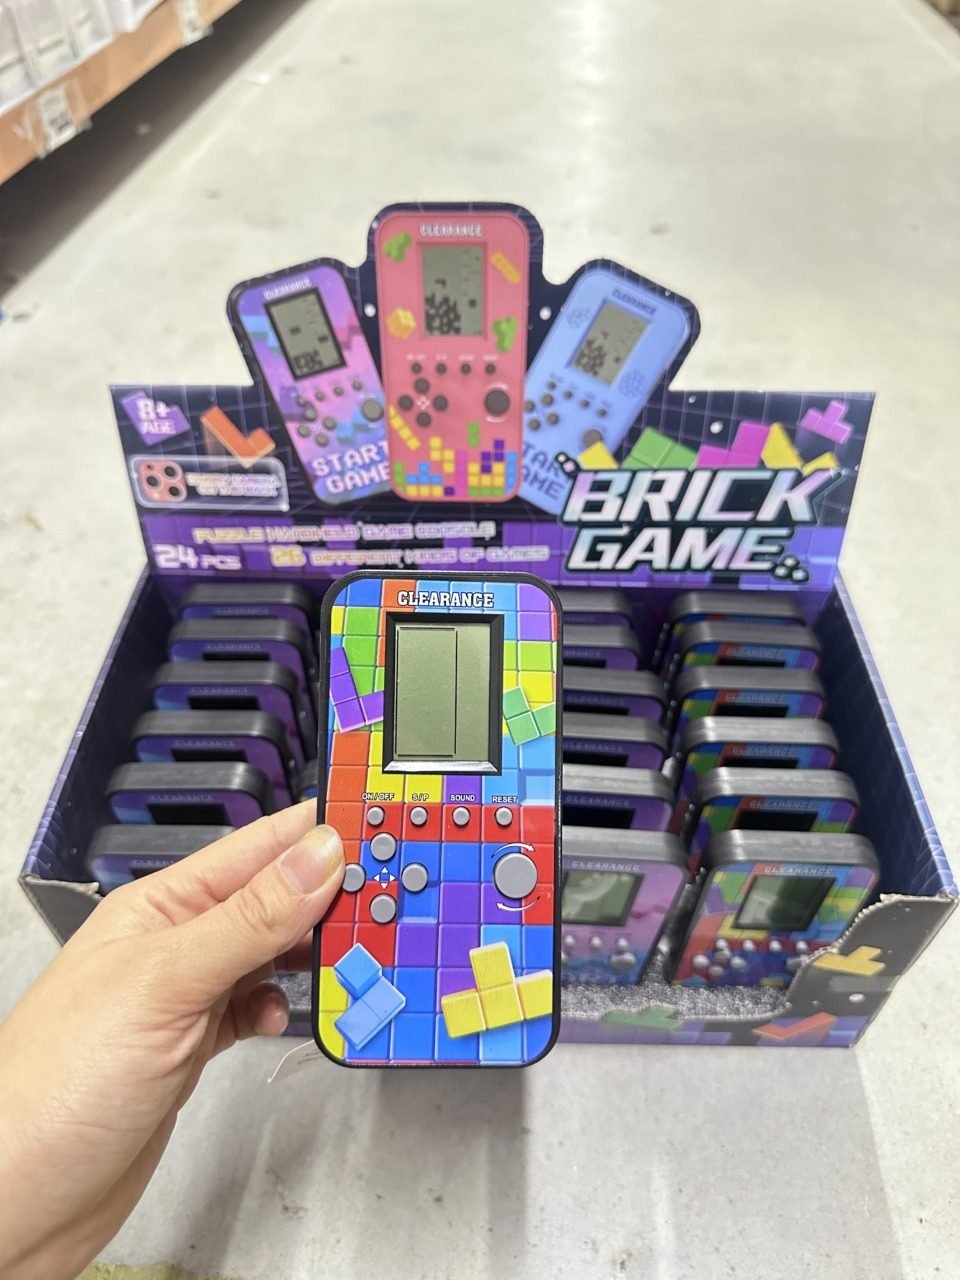 CLEARANCE
CLEARANCE
CLEARANCE
8+
AGE
START
GAME
BRICK
GAME
PUZZLE HANDHELD GAME CONSOLE
24 PCS 26 DIFFERENT KINDS OF GAMES
CLEARANCE
ON/OFF S/P SOUND RESET
CLEARANCE
CLEARANCE
CLEARANCE
CLEARANCE